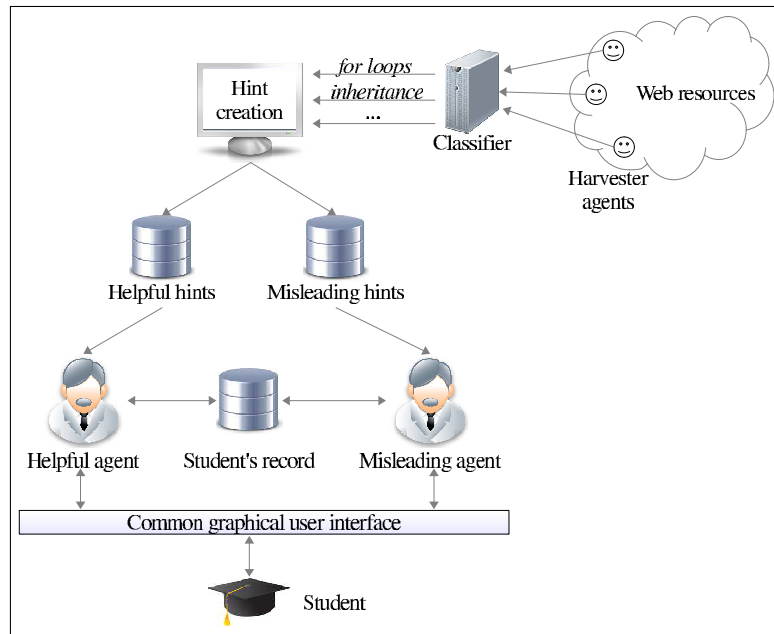 for loops
inheritance
...
Hint
creation
Classifier
Web resources
Harvester
agents
Helpful hints
Misleading hints
Helpful agent
Student's record
Misleading agent
Common graphical user interface
Student